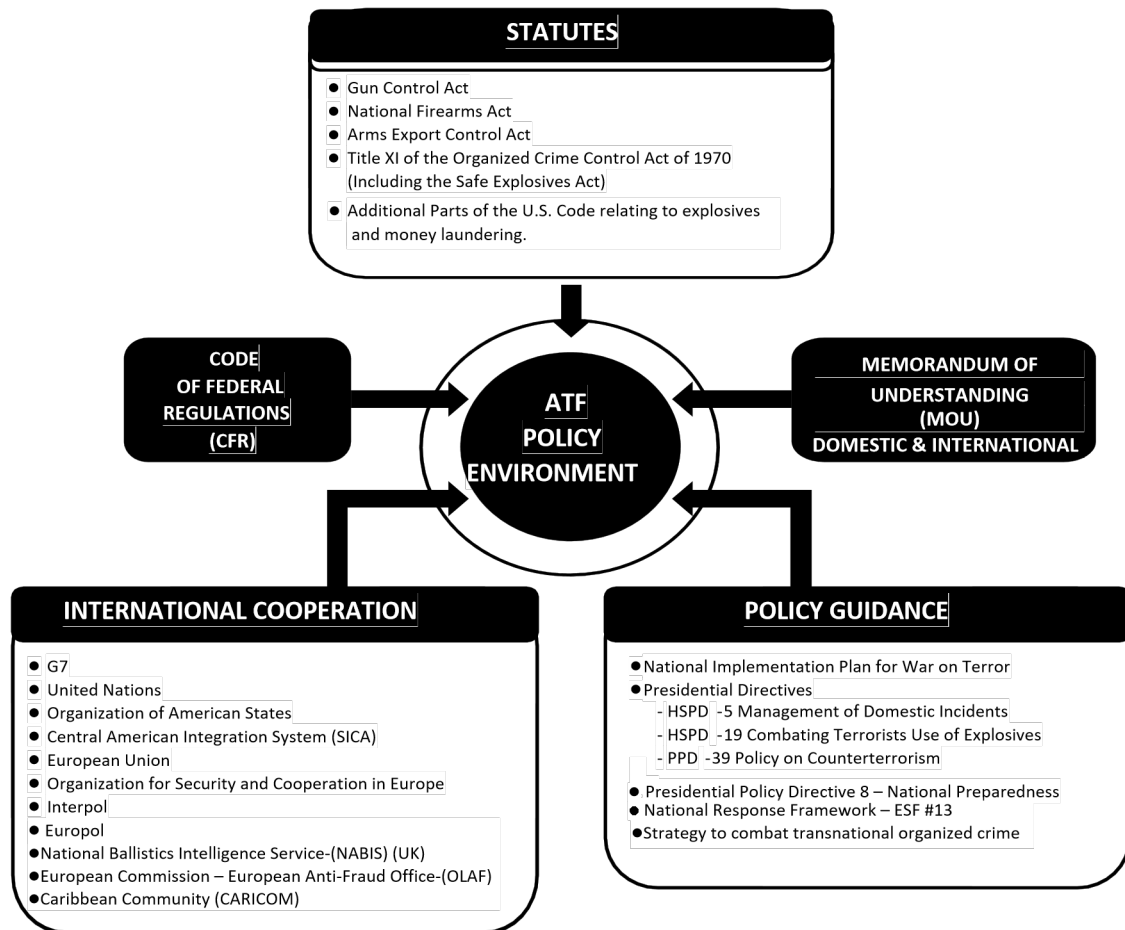 STATUTES
● Gun Control Act
● National Firearms Act
● Arms Export Control Act
● Title XI of the Organized Crime Control Act of 1970
(Including the Safe Explosives Act)
● Additional Parts of the U.S. Code relating to explosives
and money laundering.
CODE
OF FEDERAL
REGULATIONS
(CFR)
ATF
POLICY
ENVIRONMENT
MEMORANDUM OF
UNDERSTANDING
(MOU)
DOMESTIC & INTERNATIONAL
INTERNATIONAL COOPERATION
● G7
● United Nations
● Organization of American States
● Central American Integration System (SICA)
● European Union
● Organization for Security and Cooperation in Europe
● Interpol
● Europol
●National Ballistics Intelligence Service-(NABIS) (UK)
●European Commission – European Anti-Fraud Office-(OLAF)
●Caribbean Community (CARICOM)
POLICY GUIDANCE
●National Implementation Plan for War on Terror
●Presidential Directives
- HSPD -5 Management of Domestic Incidents
- HSPD -19 Combating Terrorists Use of Explosives
- PPD -39 Policy on Counterterrorism
● Presidential Policy Directive 8 – National Preparedness
● National Response Framework – ESF #13
●Strategy to combat transnational organized crime